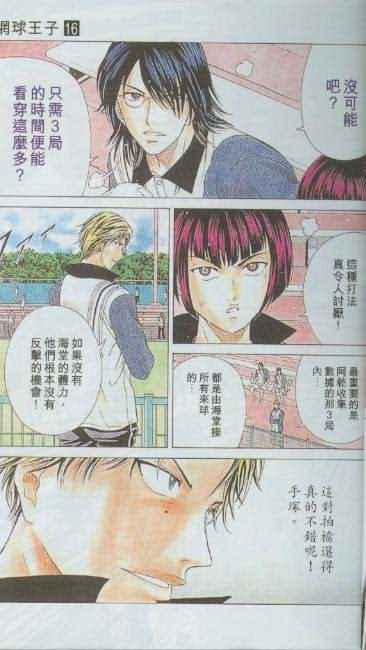 網球王子 16
沒可能
吧？
只需3局
的時間便能
看穿這麼多？
這種打法
真令人討厭！
如果沒有
海堂的體力，
他們根本沒有
反擊的機會！
最重要的是
阿乾收集
數據的那3局
內…
都是由海堂接
所有來球
的…
這對拍檔選得
真的不錯呢！
手塚。